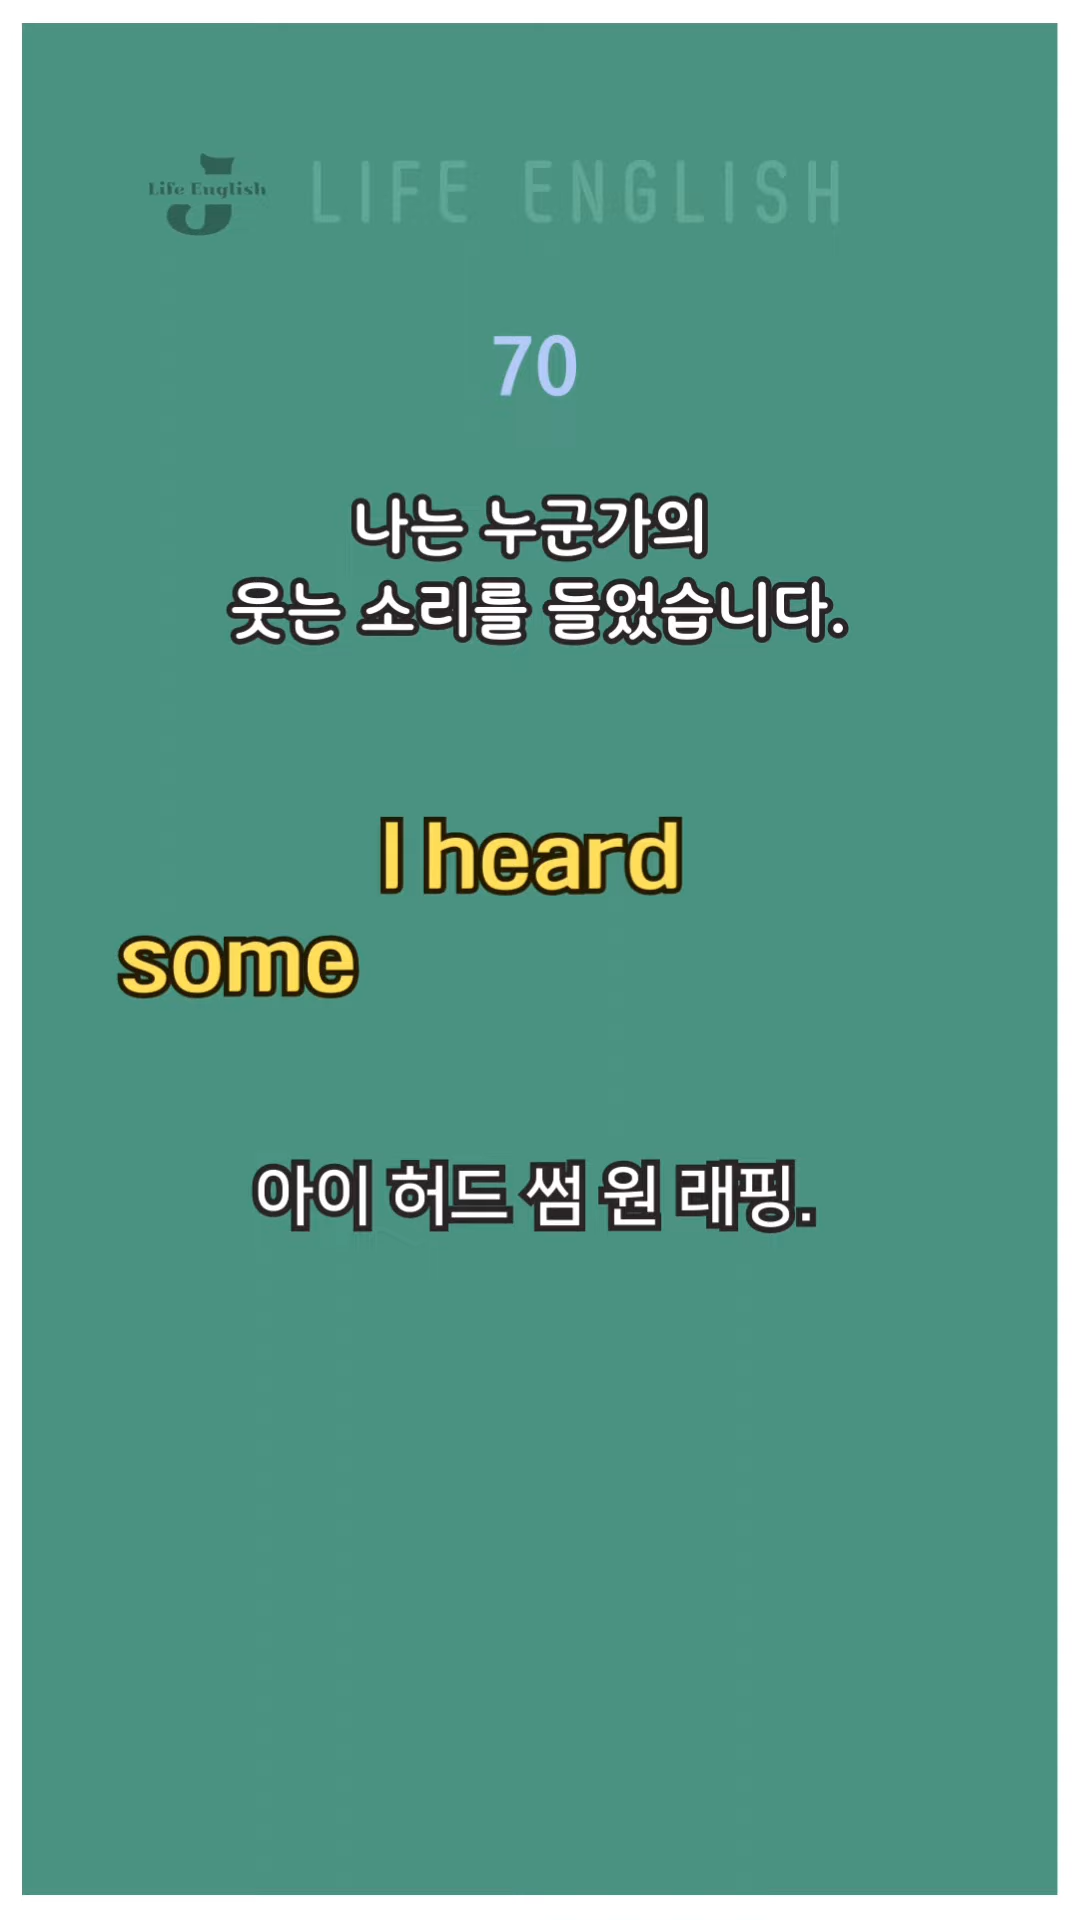 Life English
J
LIFE ENGLISH
70
나는 누군가의
웃는 소리를 들었습니다.
I heard
some
아이 허드 썸 원 래핑.